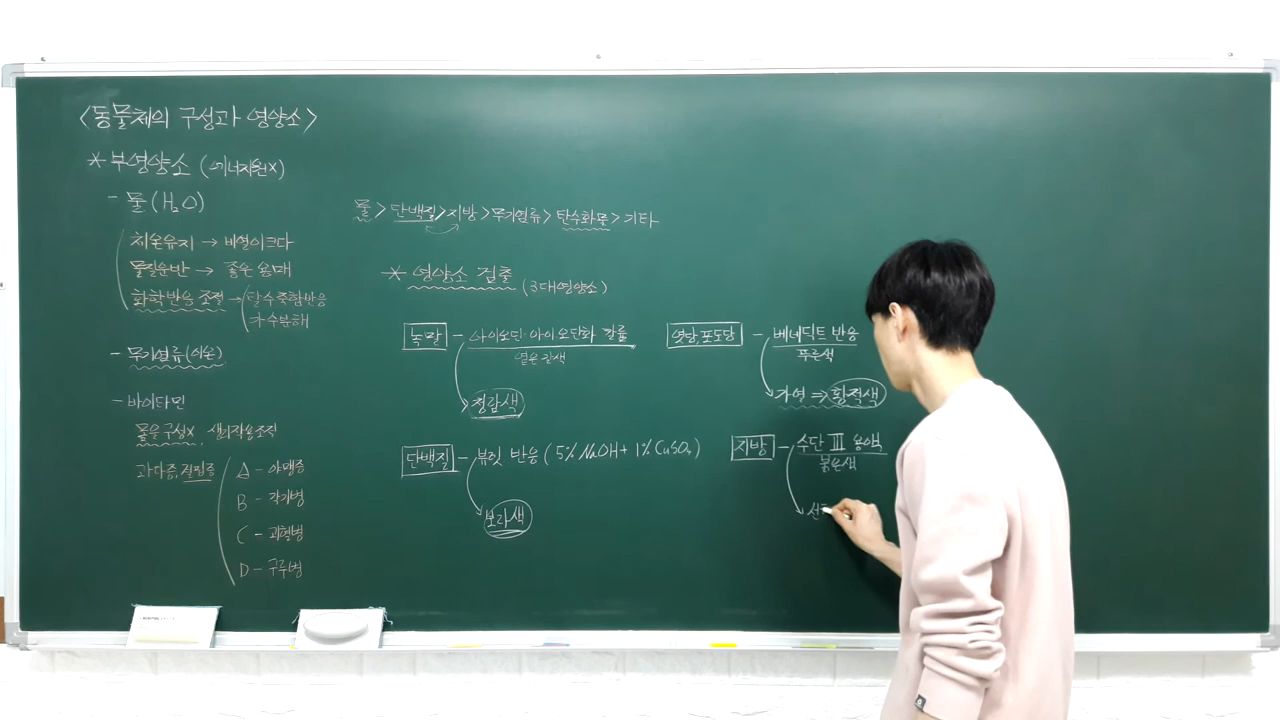 <동물체의 구성과 영양소>
* 부영양소 (에너지원X)
- 물(H₂O)
체온유지 → 비열이크다
물질운반 → 좋은 용매
화학반응 조절 → 탈수축합반응
가수분해
- 무기염류(이온)
- 바이타민
몸을구성X, 생리작용조절
과다증, 결핍증
A - 야맹증
B - 각기병
C - 괴혈병
D - 구루병
물 > 단백질 > 지방 > 무기염류 > 탄수화물 > 기타
* 영양소 검출 (3대영양소)
녹말 - 아이오딘-아이오딘화 칼륨
옅은 갈색
청람색
단백질 - 뷰렛 반응 (5% NaOH + 1% CuSO₄)
보라색
엿당,포도당 - 베네딕트 반응
푸른색
가열 ⇒ 황적색
지방 - 수단 Ⅲ 용액
붉은색
선